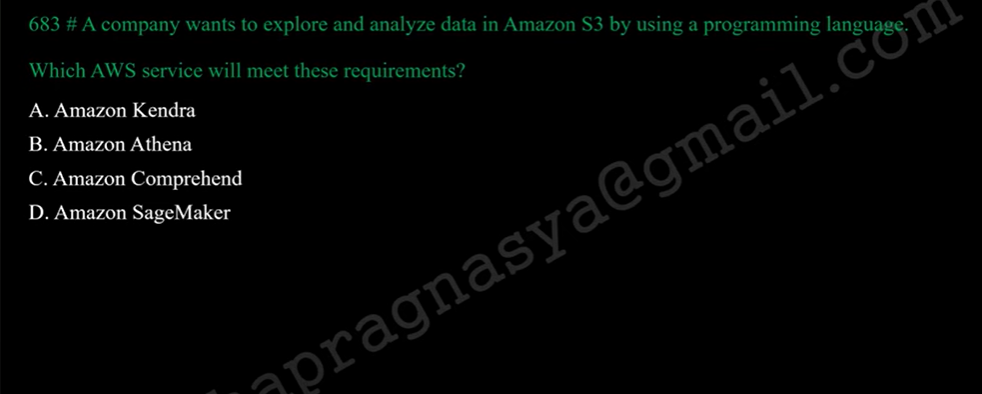 683 # A company wants to explore and analyze data in Amazon S3 by using a programming language.
Which AWS service will meet these requirements?
A. Amazon Kendra
B. Amazon Athena
C. Amazon Comprehend
D. Amazon SageMaker
apragnasya@gmail.com